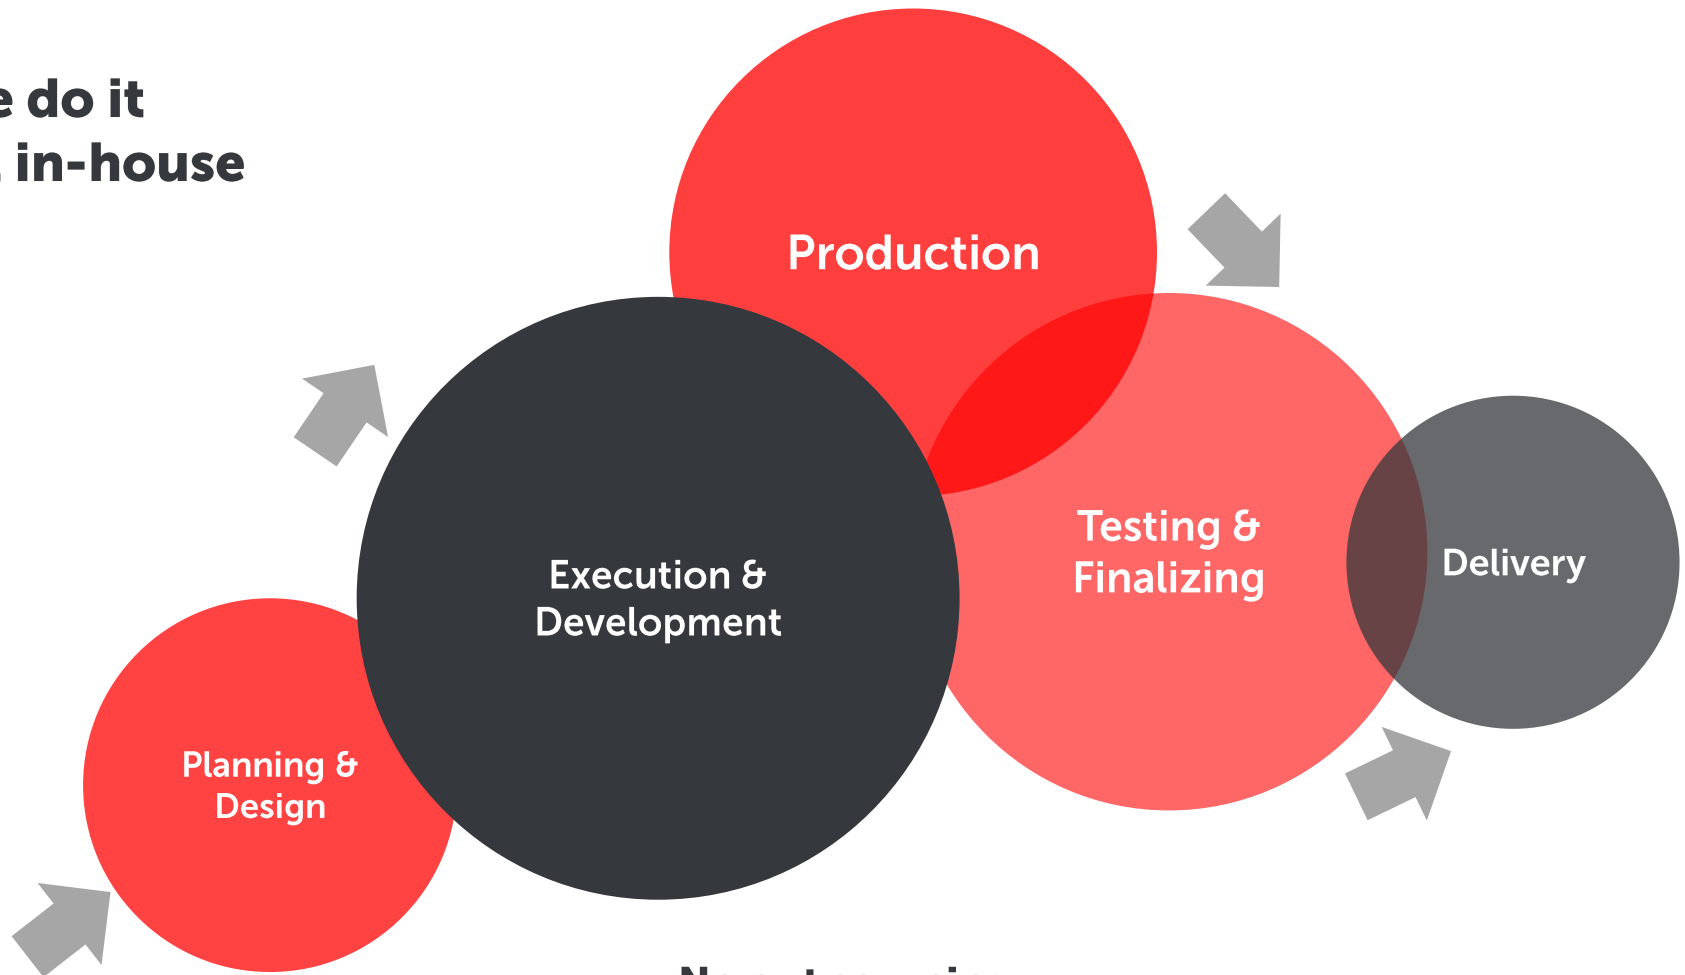 do it
in-house
Production
Execution &
Development
Testing &
Finalizing
Delivery
Planning &
Design